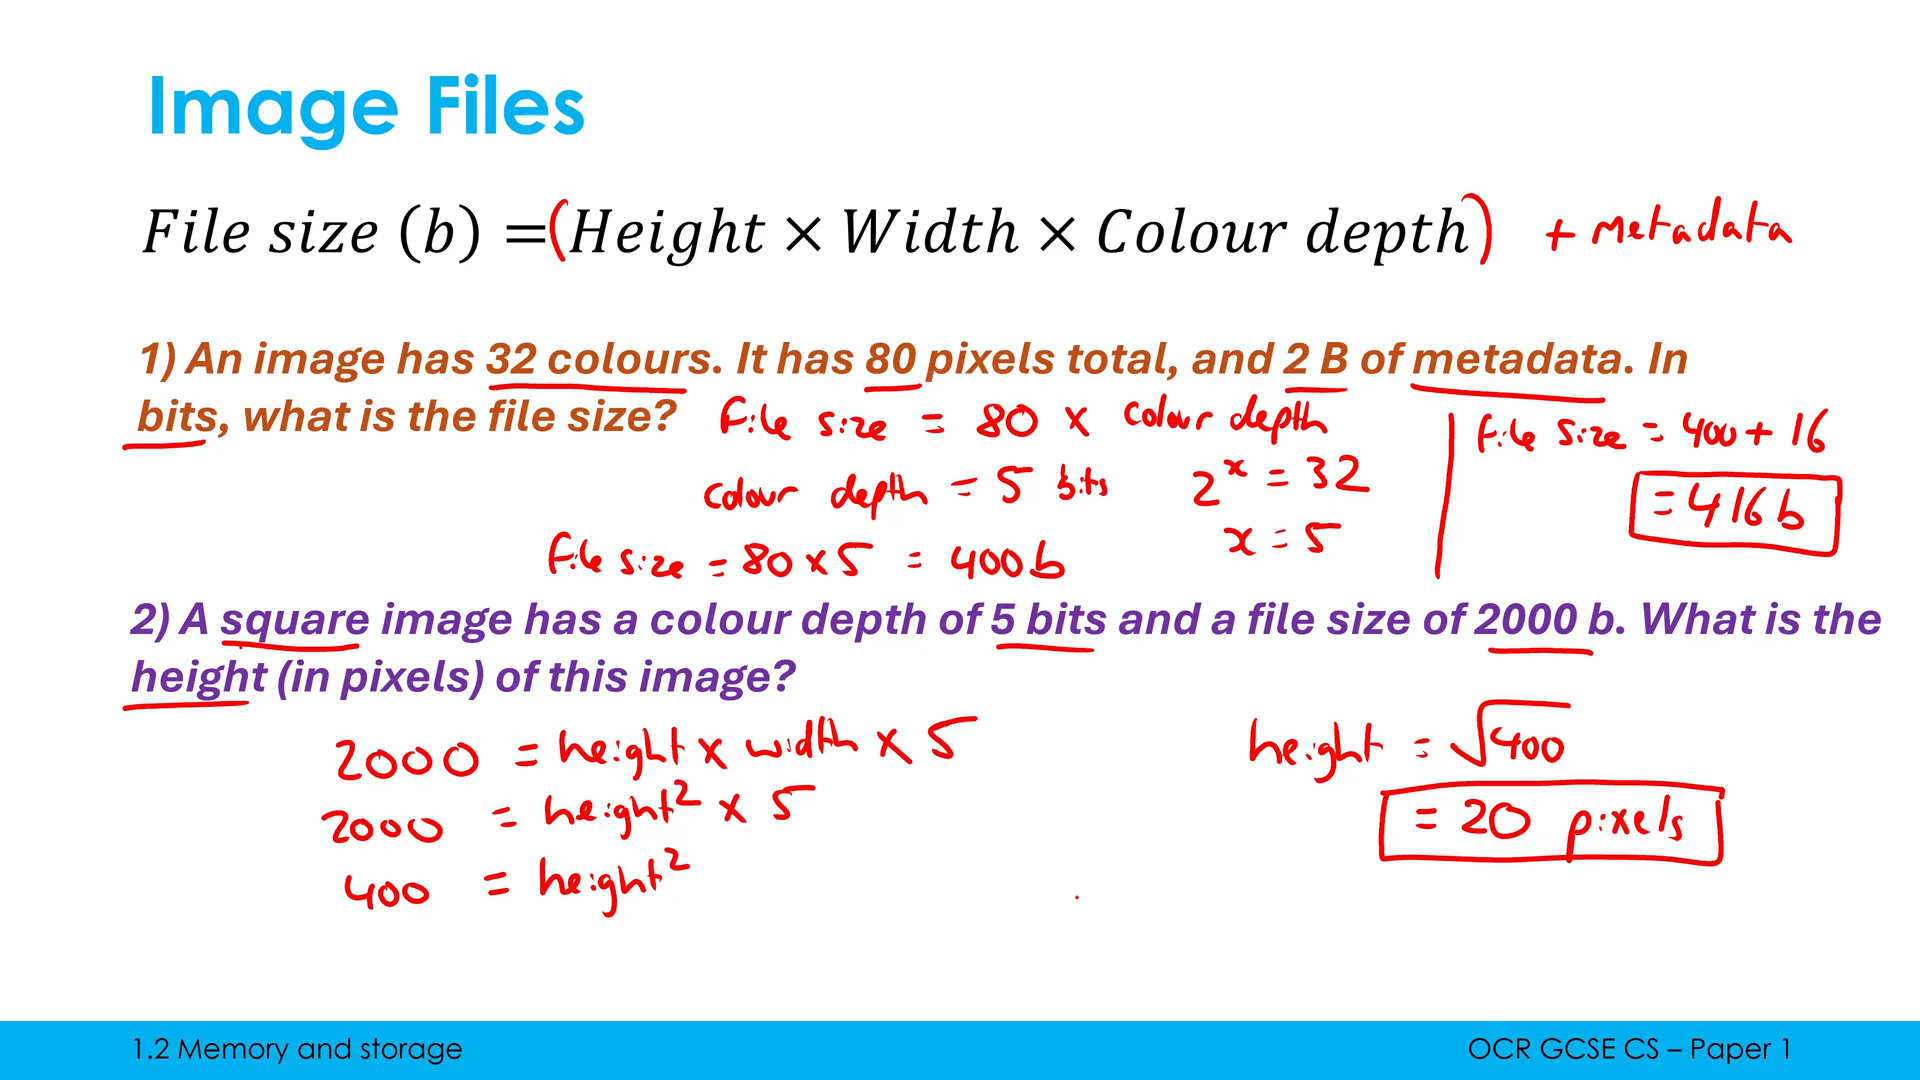 Image Files
File size (b) = (Height × Width × Colour depth) + Metadata
1) An image has 32 colours. It has 80 pixels total, and 2 B of metadata. In
bits, what is the file size?
File size = 80 × colour depth
colour depth = 5 bits
2ˣ = 32
x = 5
File size = 80 × 5 = 400b
File size = 400 + 16
= 416b
2) A square image has a colour depth of 5 bits and a file size of 2000 b. What is the
height (in pixels) of this image?
2000 = height × width × 5
2000 = height² × 5
400 = height²
height = √400
= 20 pixels
1.2 Memory and storage
OCR GCSE CS – Paper 1